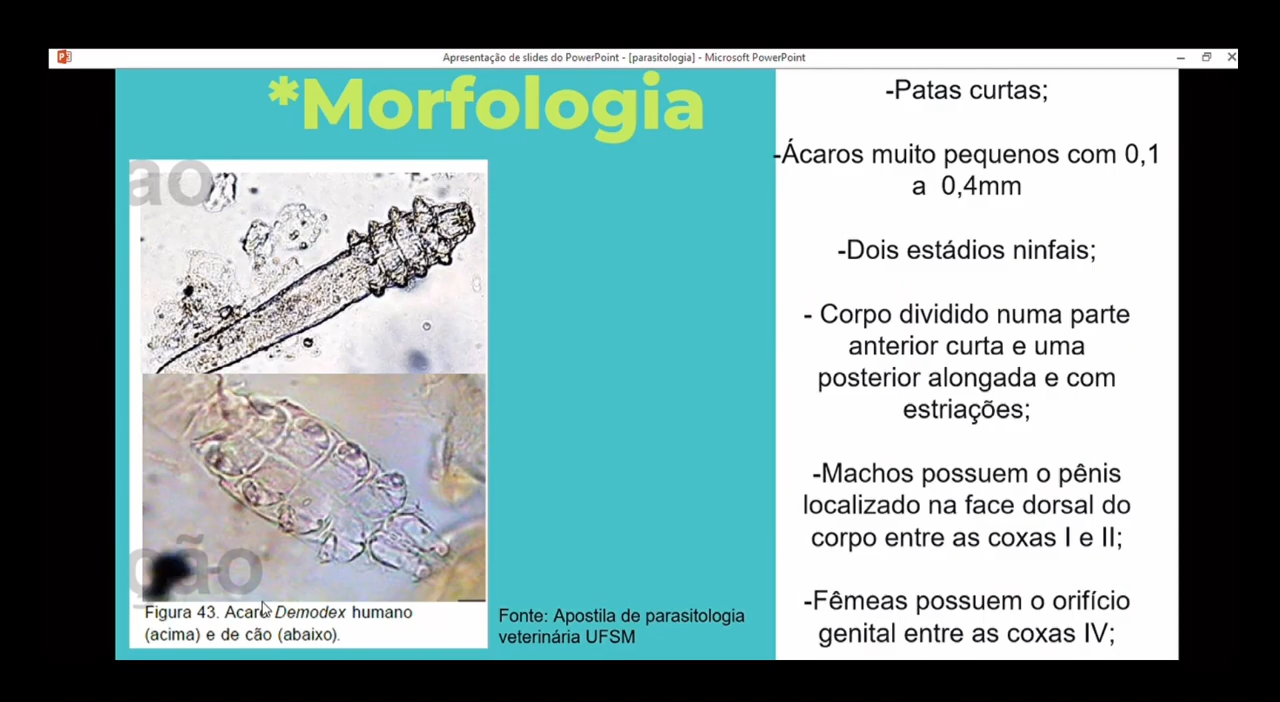 Apresentação de slides do PowerPoint - [parasitologia] - Microsoft PowerPoint
*Morfologia
ao
gão
Figura 43. Acaro Demodex humano
(acima) e de cão (abaixo).
Fonte: Apostila de parasitologia
veterinária UFSM
-Patas curtas;
-Ácaros muito pequenos com 0,1
a 0,4mm
-Dois estádios ninfais;
- Corpo dividido numa parte
anterior curta e uma
posterior alongada e com
estriações;
-Machos possuem o pênis
localizado na face dorsal do
corpo entre as coxas I e II;
-Fêmeas possuem o orifício
genital entre as coxas IV;